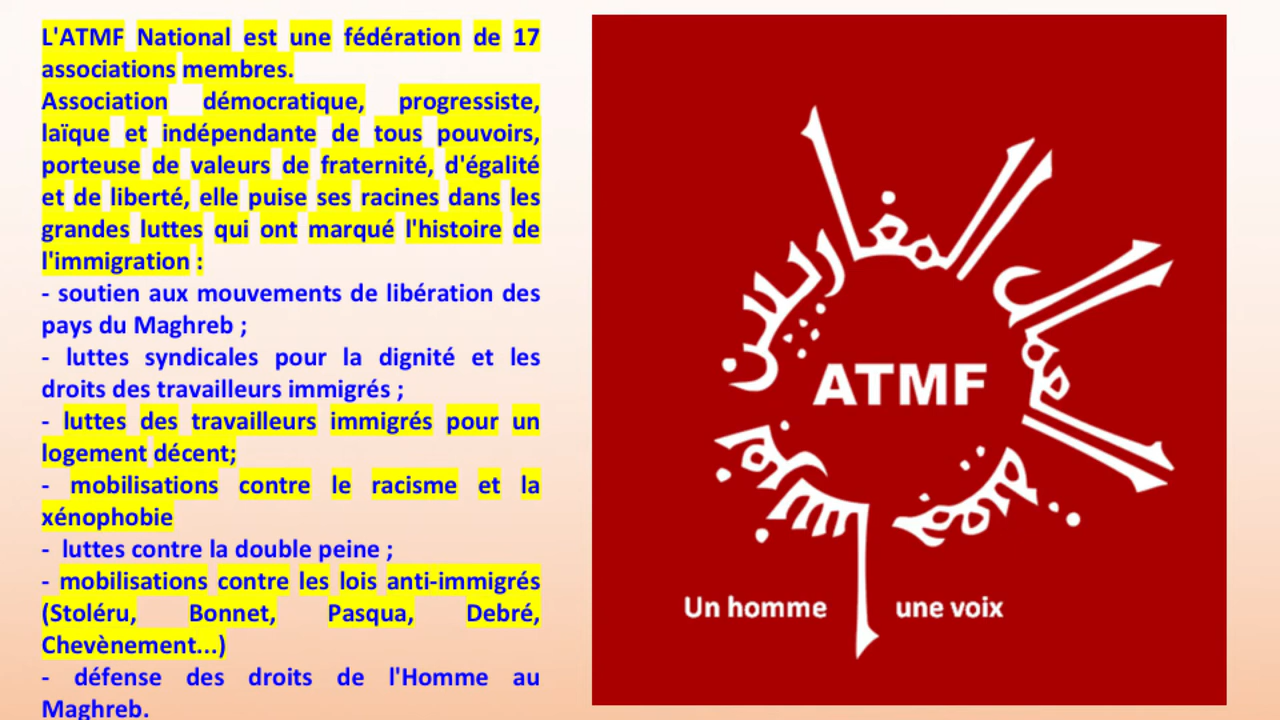 L'ATMF National est une fédération de 17
associations membres.
Association démocratique, progressiste,
laïque et indépendante de tous pouvoirs,
porteuse de valeurs de fraternité, d'égalité
et de liberté, elle puise ses racines dans les
grandes luttes qui ont marqué l'histoire de
l'immigration :
- soutien aux mouvements de libération des
pays du Maghreb ;
- luttes syndicales pour la dignité et les
droits des travailleurs immigrés ;
- luttes des travailleurs immigrés pour un
logement décent;
- mobilisations contre le racisme et la
xénophobie
- luttes contre la double peine ;
- mobilisations contre les lois anti-immigrés
(Stoléru, Bonnet, Pasqua, Debré,
Chevènement...)
- défense des droits de l'Homme au
Maghreb.
العمال
المغاربيين
ATMF
Un homme une voix